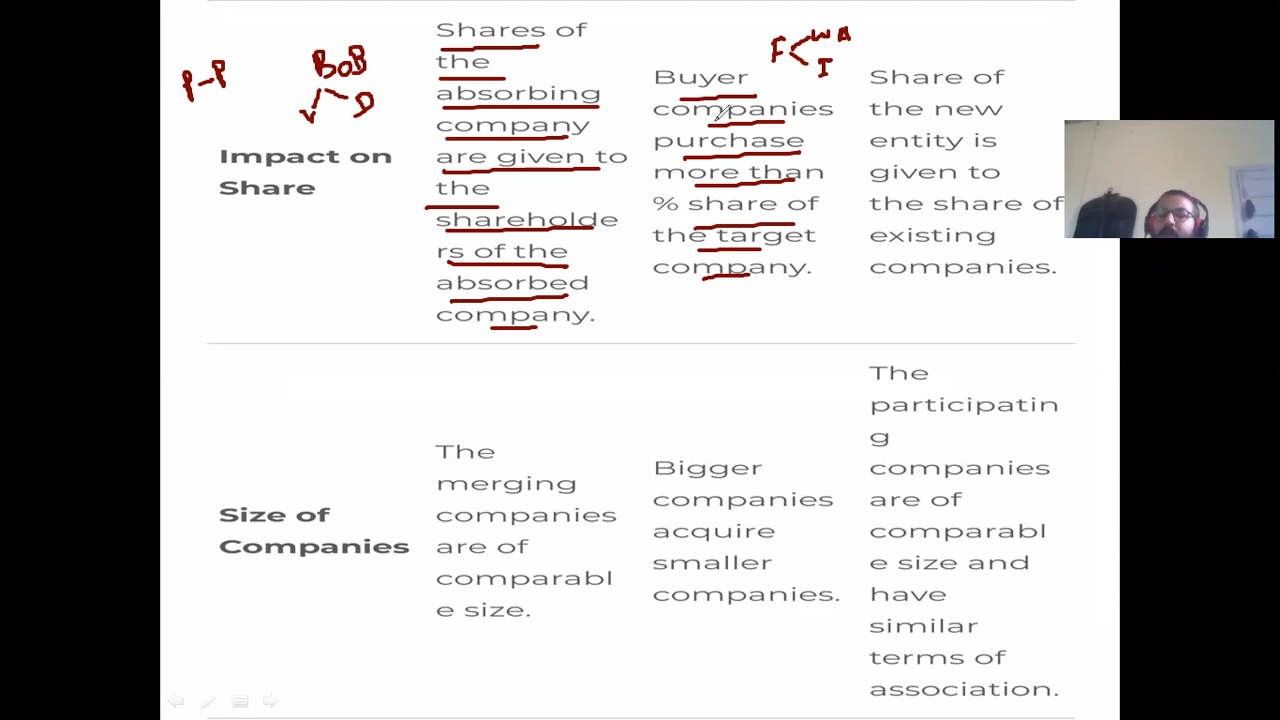 P-P
BOB
V D
F WA
I
Impact on
Share
Shares of
the
absorbing
company
are given to
the
shareholde
rs of the
absorbed
company.
Buyer
companies
purchase
more than
% share of
the target
company.
Share of
the new
entity is
given to
the share of
existing
companies.
Size of
Companies
The
merging
companies
are of
comparabl
e size.
Bigger
companies
acquire
smaller
companies.
The
participatin
g
companies
are of
comparabl
e size and
have
similar
terms of
association.